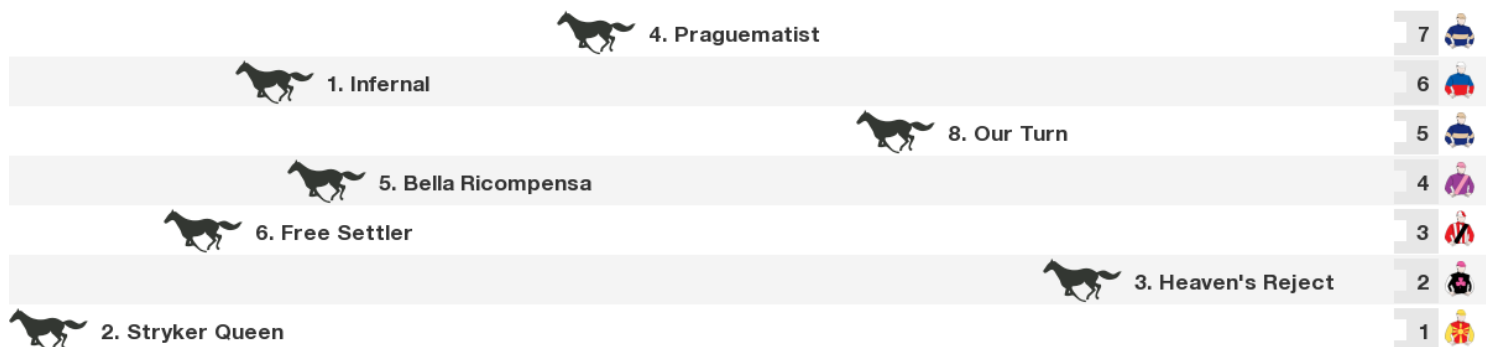 4. Praguematist 7
1. Infernal 6
8. Our Turn 5
5. Bella Ricompensa 4
6. Free Settler 3
3. Heaven's Reject 2
2. Stryker Queen 1